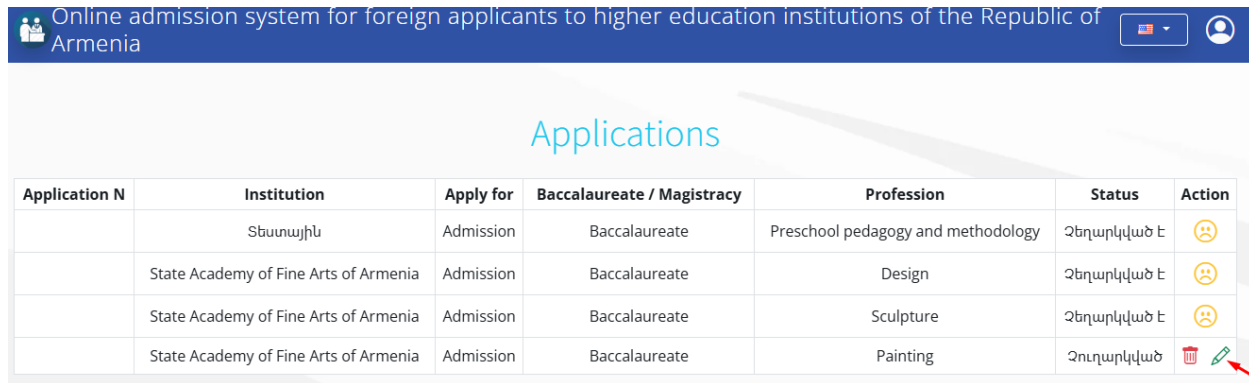 Online admission system for foreign applicants to higher education institutions of the Republic of
Armenia
Applications
Application N Institution Apply for Baccalaureate / Magistracy Profession Status Action
Տեստային Admission Baccalaureate Preschool pedagogy and methodology Չեղարկված է
State Academy of Fine Arts of Armenia Admission Baccalaureate Design Չեղարկված է
State Academy of Fine Arts of Armenia Admission Baccalaureate Sculpture Չեղարկված է
State Academy of Fine Arts of Armenia Admission Baccalaureate Painting Չուղարկված